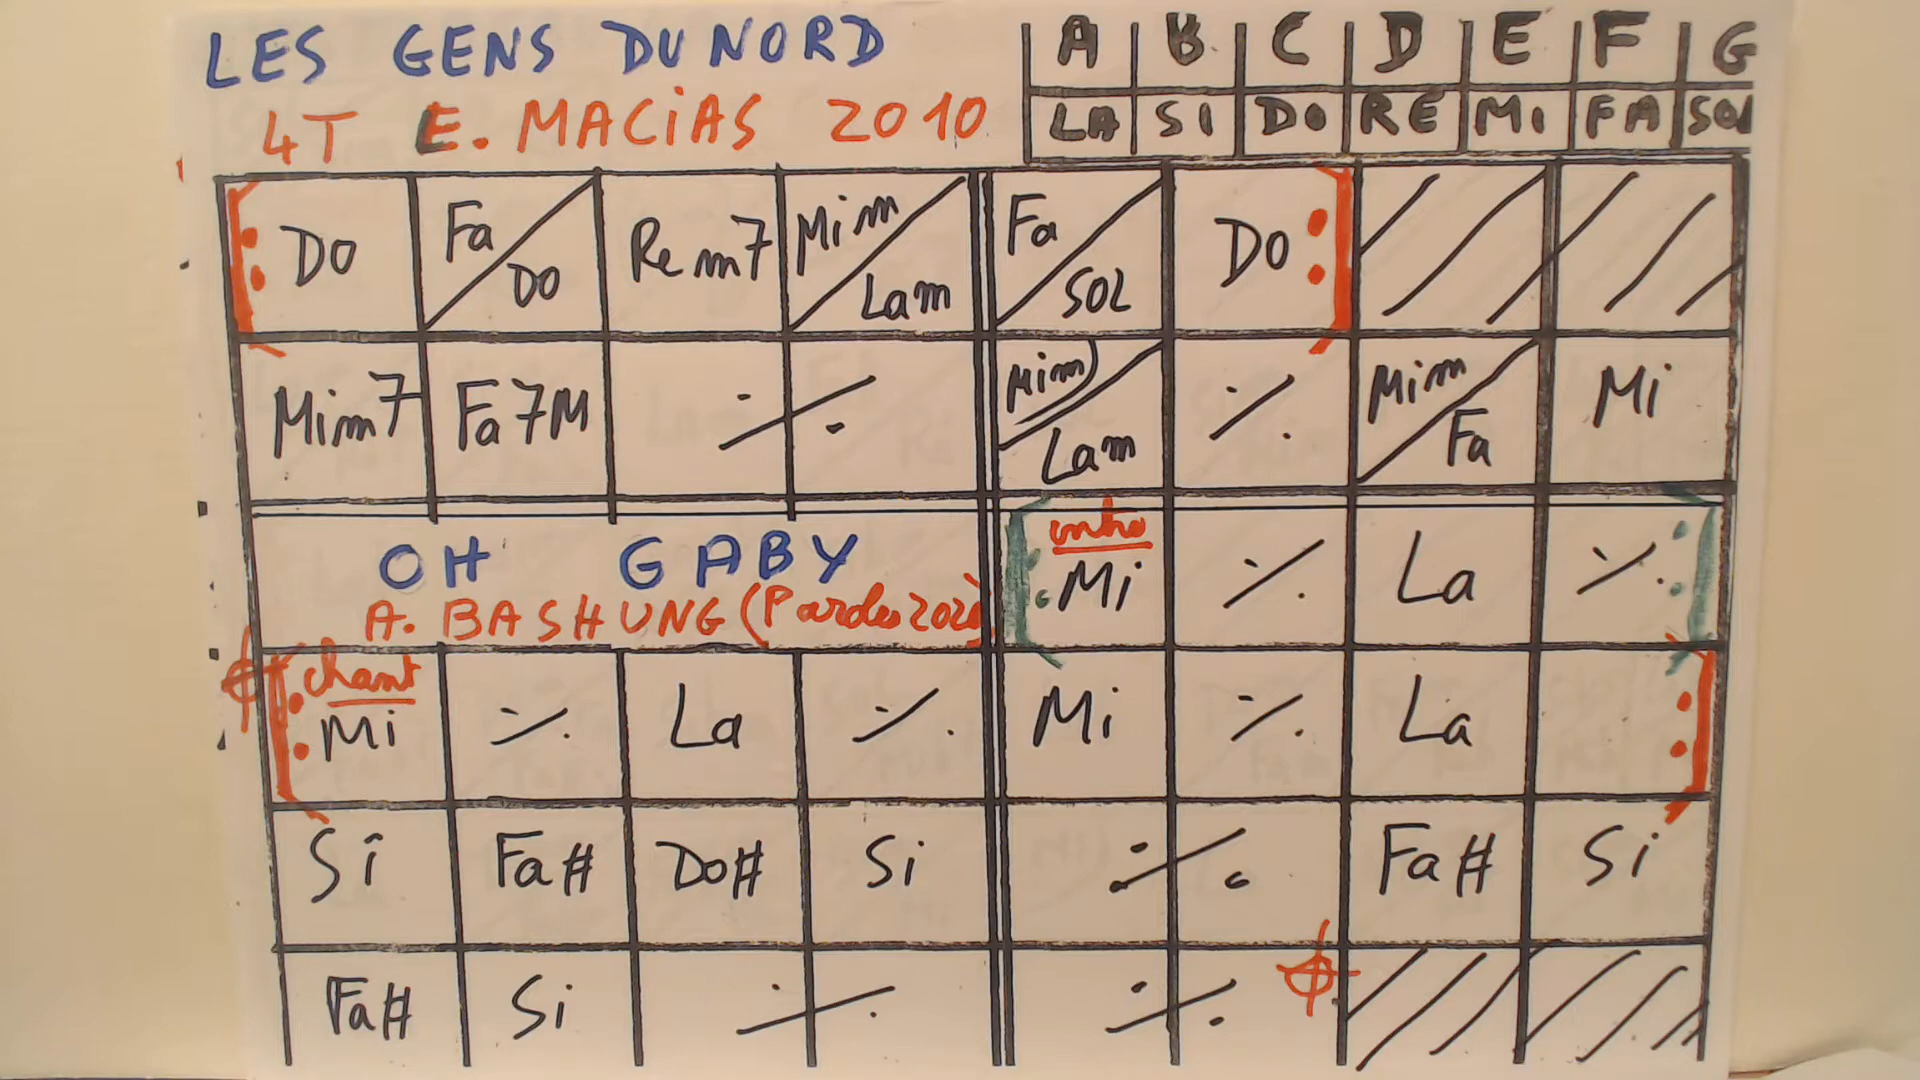 LES GENS DU NORD
4T E. MACiAS 2010
A B C D E F G
LA SI DO RE Mi FA SOL
Do Fa/Do Rem7 Mim/Lam Fa/SOL Do
Mim7 Fa7M ٪ Mim/Lam ٪ Mim/Fa Mi
OH GABY
A. BASHUNG (Pardes 2020)
intro
Mi ٪ La ٪
chant
Mi ٪ La ٪ Mi ٪ La
Si Fa# Do# Si ٪ Fa# Si
Fa# Si ٪ ٪